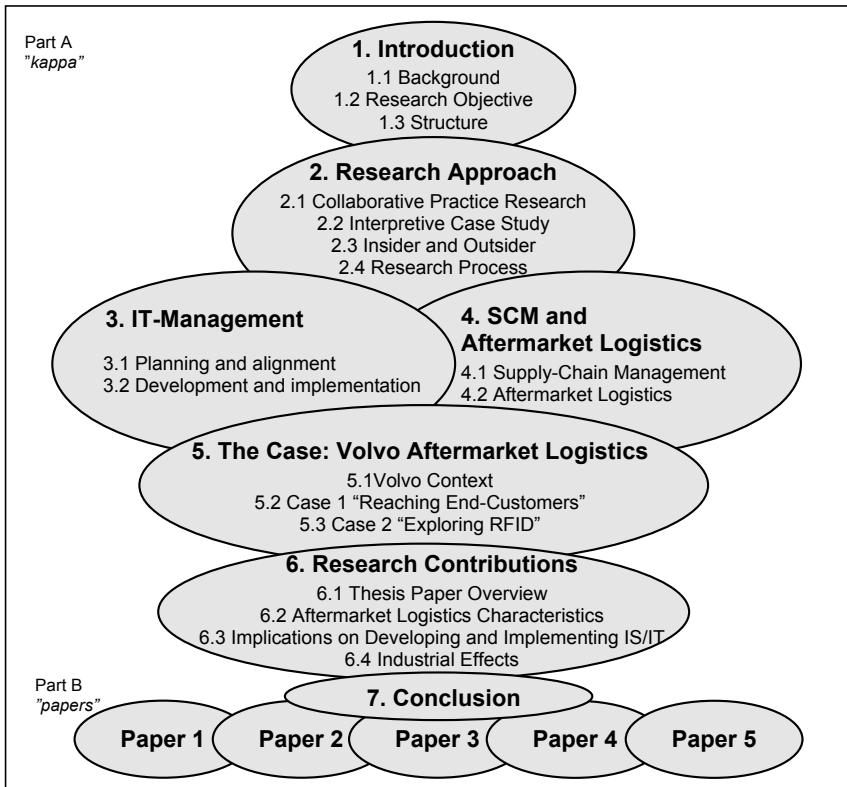 Part A
”kappa”
1. Introduction
1.1 Background
1.2 Research Objective
1.3 Structure
2. Research Approach
2.1 Collaborative Practice Research
2.2 Interpretive Case Study
2.3 Insider and Outsider
2.4 Research Process
3. IT-Management
3.1 Planning and alignment
3.2 Development and implementation
4. SCM and
Aftermarket Logistics
4.1 Supply-Chain Management
4.2 Aftermarket Logistics
5. The Case: Volvo Aftermarket Logistics
5.1Volvo Context
5.2 Case 1 “Reaching End-Customers”
5.3 Case 2 “Exploring RFID”
6. Research Contributions
6.1 Thesis Paper Overview
6.2 Aftermarket Logistics Characteristics
6.3 Implications on Developing and Implementing IS/IT
6.4 Industrial Effects
Part B
”papers”
7. Conclusion
Paper 1
Paper 2
Paper 3
Paper 4
Paper 5